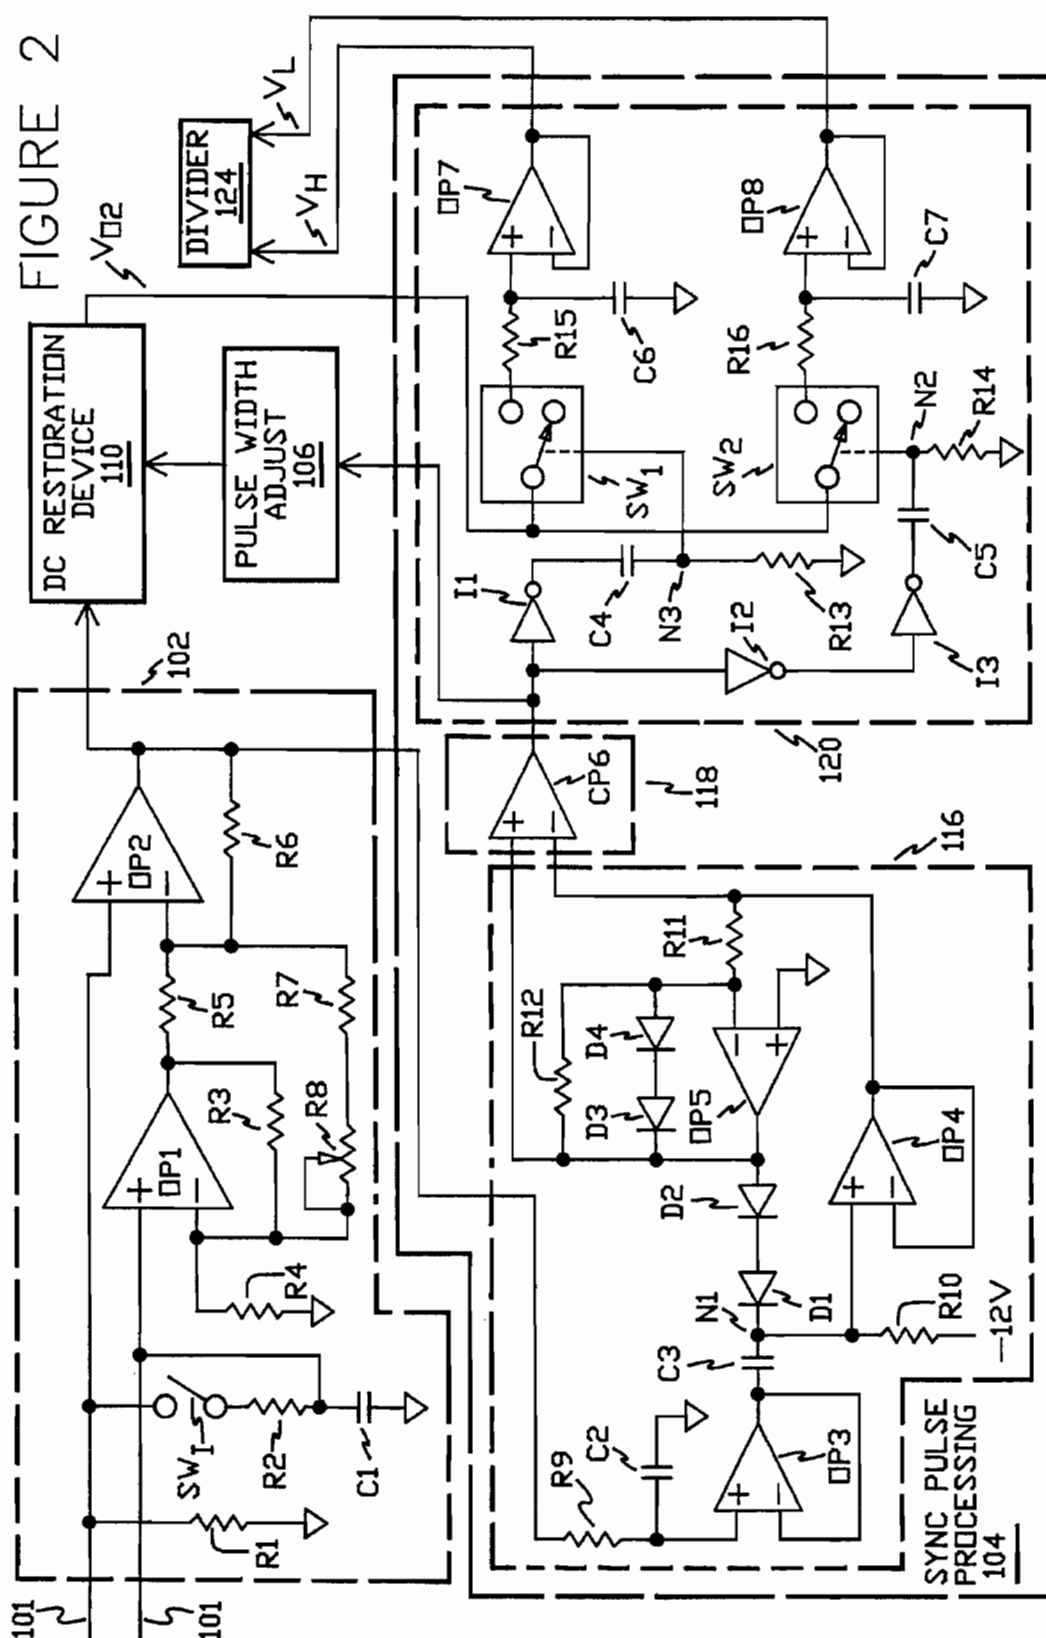 FIGURE 2
VO2
DIVIDER
124
VL
VH
DC RESTORATION
DEVICE
110
PULSE WIDTH
ADJUST
106
102
OP2
+
−
R6
R5
R7
OP1
+
−
R3
R8
R4
SWI
R2
C1
R1
101
101
OP7
+
−
R15
C6
SW1
OP8
+
−
R16
C7
SW2
N2
R14
I1
C4
N3
R13
I2
C5
I3
120
CP6
+
−
118
116
R11
R12
D4
D3
OP5
−
+
D2
D1
N1
C3
OP4
+
−
R10
−12V
R9
C2
OP3
+
−
SYNC PULSE
PROCESSING
104